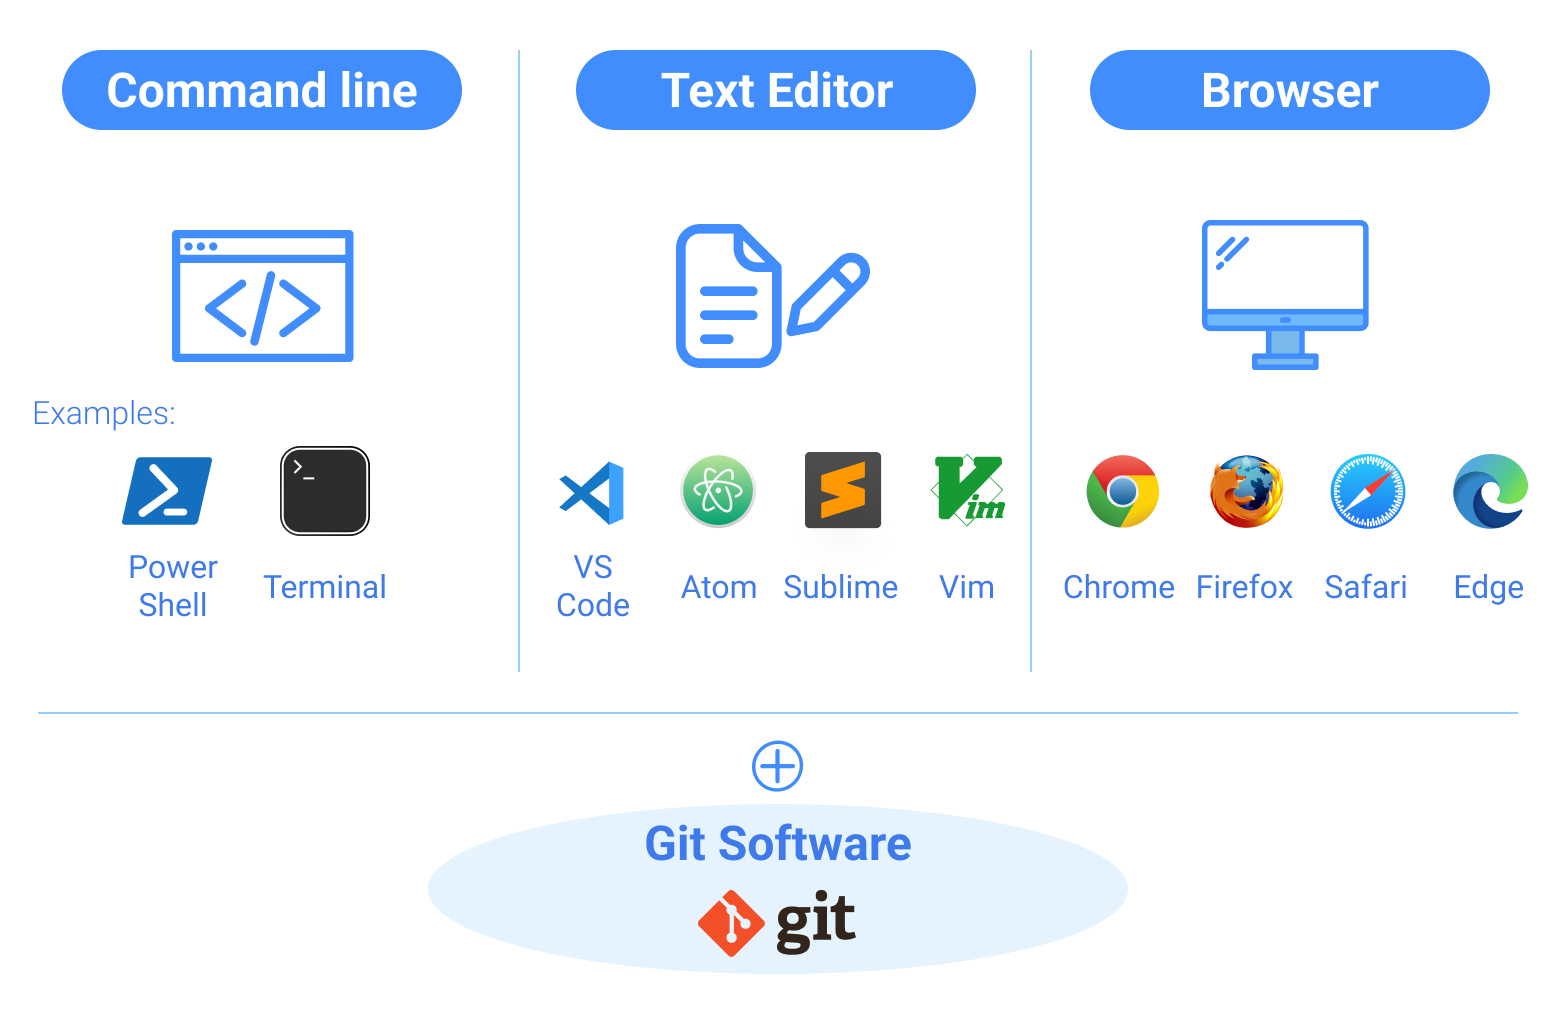 Command line
Text Editor
Browser
Examples:
Power
Shell
Terminal
VS
Code
Atom
Sublime
Vim
Vim
Chrome
Firefox
Safari
Edge
Git Software
git